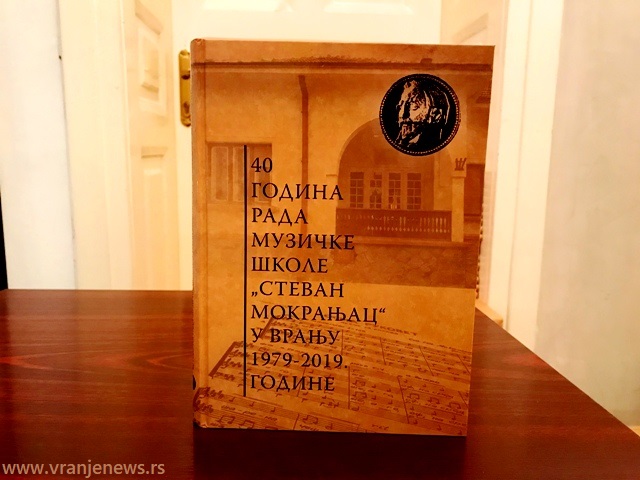 40
ГОДИНА
РАДА
МУЗИЧКЕ
ШКОЛЕ
„СТЕВАН
МОКРАЊАЦ“
У ВРАЊУ
1979-2019.
ГОДИНЕ
www.vranjenews.rs